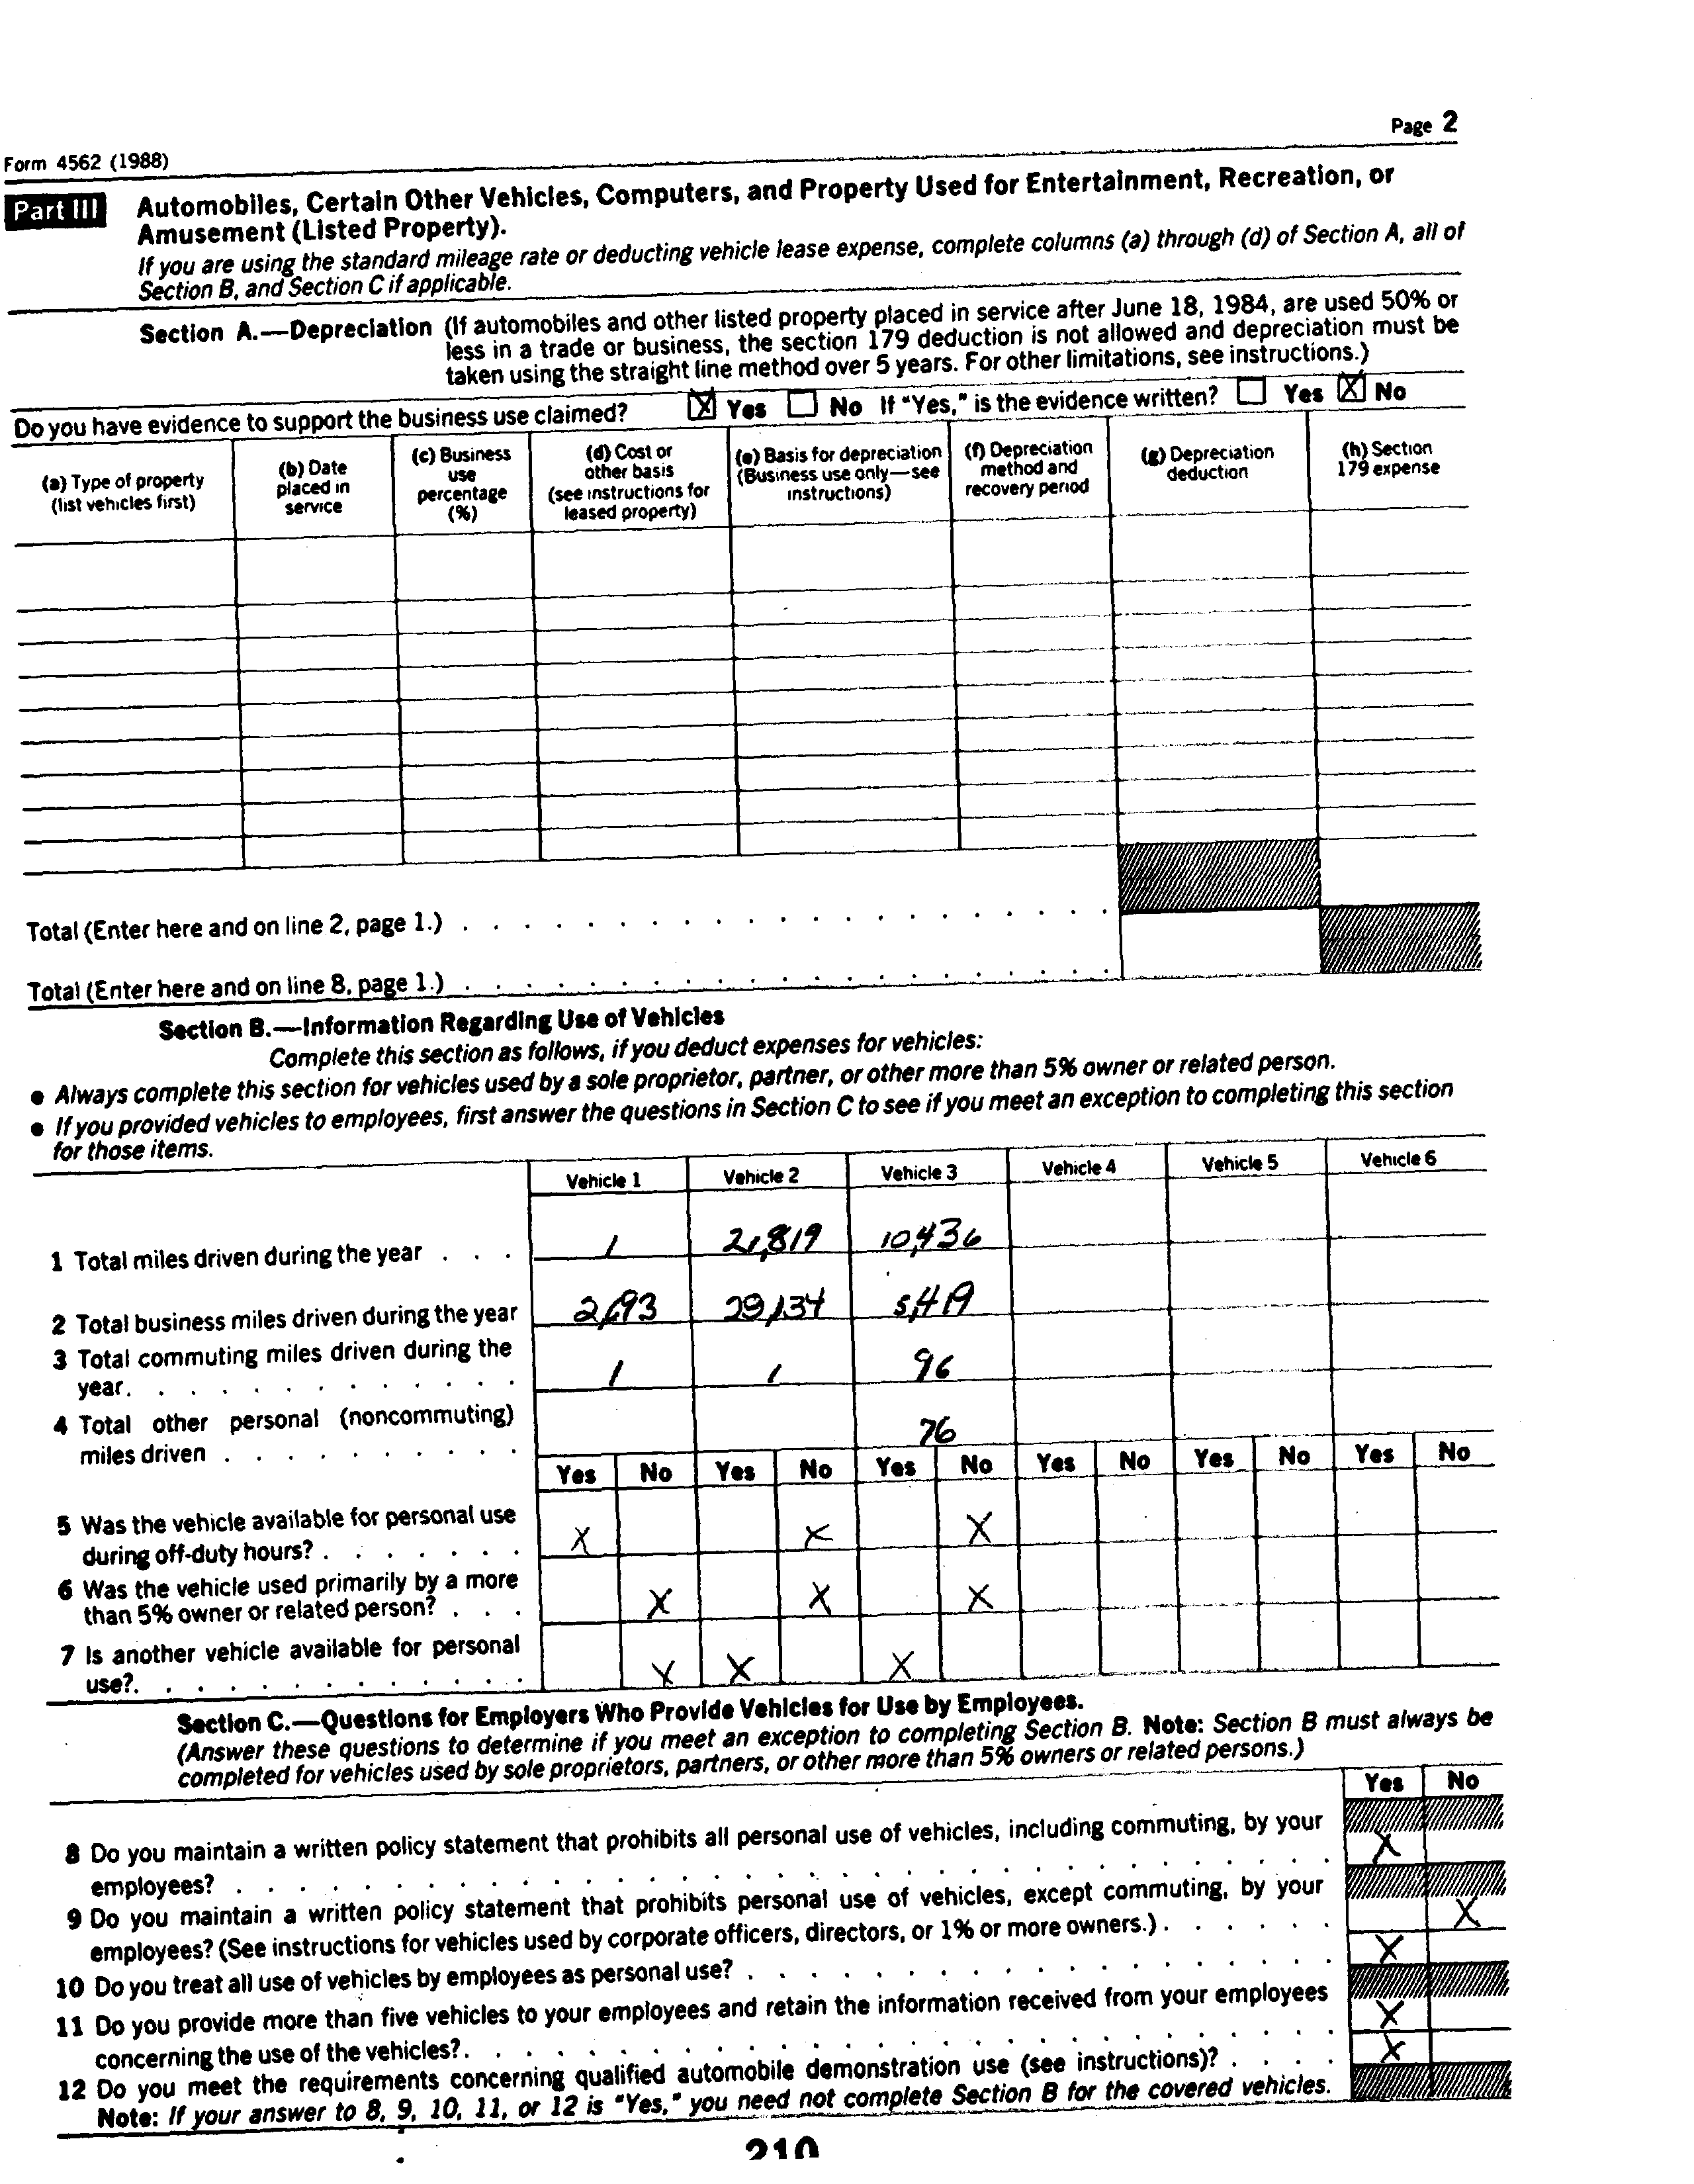 Page 2
Form 4562 (1988)
Part III Automobiles, Certain Other Vehicles, Computers, and Property Used for Entertainment, Recreation, or
Amusement (Listed Property).
If you are using the standard mileage rate or deducting vehicle lease expense, complete columns (a) through (d) of Section A, all of
Section B, and Section C if applicable.
Section A.—Depreciation (If automobiles and other listed property placed in service after June 18, 1984, are used 50% or
less in a trade or business, the section 179 deduction is not allowed and depreciation must be
taken using the straight line method over 5 years. For other limitations, see instructions.)
Do you have evidence to support the business use claimed? X Yes No If "Yes," is the evidence written? Yes X No
(a) Type of property
(list vehicles first)
(b) Date
placed in
service
(c) Business
use
percentage
(%)
(d) Cost or
other basis
(see instructions for
leased property)
(e) Basis for depreciation
(Business use only—see
instructions)
(f) Depreciation
method and
recovery period
(g) Depreciation
deduction
(h) Section
179 expense
Total (Enter here and on line 2, page 1.) . . . . . . . . . . . . . . . . . . . . .
Total (Enter here and on line 8, page 1.) . . . . . . . . . . . . . . . . . . . . .
Section B.—Information Regarding Use of Vehicles
Complete this section as follows, if you deduct expenses for vehicles:
● Always complete this section for vehicles used by a sole proprietor, partner, or other more than 5% owner or related person.
● If you provided vehicles to employees, first answer the questions in Section C to see if you meet an exception to completing this section
for those items.
Vehicle 1 Vehicle 2 Vehicle 3 Vehicle 4 Vehicle 5 Vehicle 6
1 Total miles driven during the year . . . 1 21,819 10,436
2 Total business miles driven during the year 2,693 29,134 5,419
3 Total commuting miles driven during the
year. . . . . . . . . . . . . . 1 1 96
4 Total other personal (noncommuting)
miles driven . . . . . . . . . . 76
Yes No Yes No Yes No Yes No Yes No Yes No
5 Was the vehicle available for personal use
during off-duty hours? . . . . . . . X X X
6 Was the vehicle used primarily by a more
than 5% owner or related person? . . . X X X
7 Is another vehicle available for personal
use?. . . . . . . . . . . . . . X X X
Section C.—Questions for Employers Who Provide Vehicles for Use by Employees.
(Answer these questions to determine if you meet an exception to completing Section B. Note: Section B must always be
completed for vehicles used by sole proprietors, partners, or other more than 5% owners or related persons.)
Yes No
8 Do you maintain a written policy statement that prohibits all personal use of vehicles, including commuting, by your
employees? . . . . . . . . . . . . . . . . . . . . . . . . . . . . . . . . . . . X
9 Do you maintain a written policy statement that prohibits personal use of vehicles, except commuting, by your
employees? (See instructions for vehicles used by corporate officers, directors, or 1% or more owners.) . . . . . . X
10 Do you treat all use of vehicles by employees as personal use? . . . . . . . . . . . . . . . . . . . X
11 Do you provide more than five vehicles to your employees and retain the information received from your employees
concerning the use of the vehicles?. . . . . . . . . . . . . . . . . . . . . . . . . . . . X
12 Do you meet the requirements concerning qualified automobile demonstration use (see instructions)? . . . . X
Note: If your answer to 8, 9, 10, 11, or 12 is "Yes," you need not complete Section B for the covered vehicles.
210